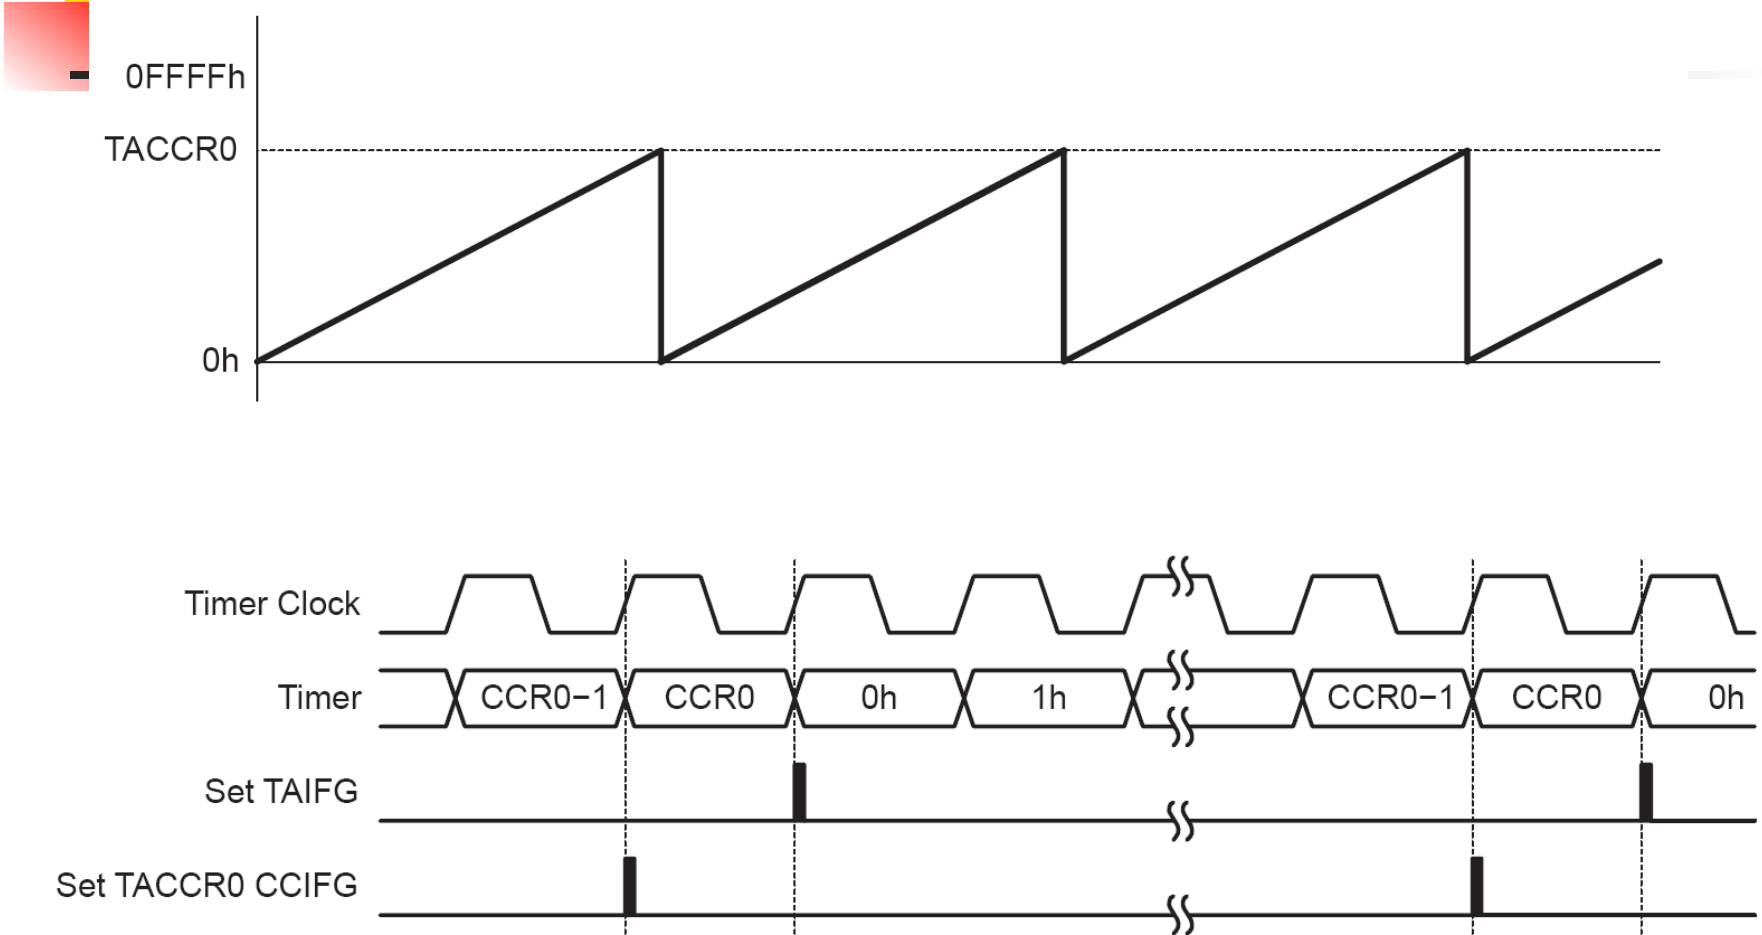 0FFFFh
TACCR0
0h
Timer Clock
Timer CCR0−1 CCR0 0h 1h CCR0−1 CCR0 0h
Set TAIFG
Set TACCR0 CCIFG